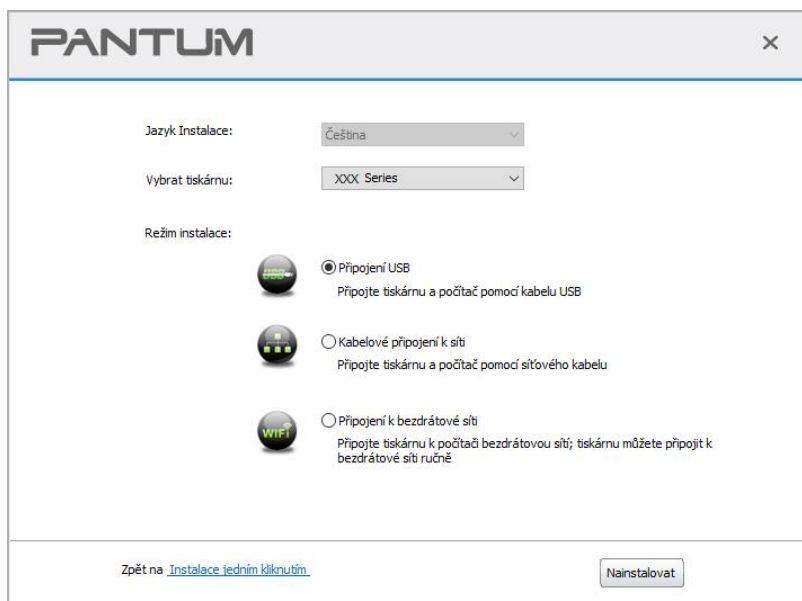 PANTUM
Jazyk Instalace:
Čeština
Vybrat tiskárnu:
XXX Series
Režim instalace:
USB
Připojení USB
Připojte tiskárnu a počítač pomocí kabelu USB
Kabelové připojení k síti
Připojte tiskárnu a počítač pomocí síťového kabelu
WiFi
Připojení k bezdrátové síti
Připojte tiskárnu k počítači bezdrátovou sítí; tiskárnu můžete připojit k
bezdrátové síti ručně
Zpět na Instalace jedním kliknutím
Nainstalovat